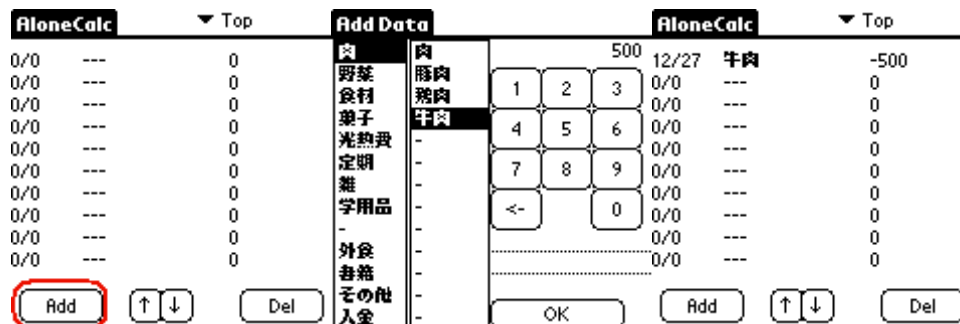 AloneCalc ▼ Top
0/0 --- 0
0/0 --- 0
0/0 --- 0
0/0 --- 0
0/0 --- 0
0/0 --- 0
0/0 --- 0
0/0 --- 0
0/0 --- 0
0/0 --- 0
Add ↑ ↓ Del
Add Data
肉
野菜
食材
菓子
光熱費
定期
雑
学用品
-
外食
書籍
その他
入金
肉
豚肉
鶏肉
牛肉
-
-
-
-
-
-
-
-
-
500
1 2 3
4 5 6
7 8 9
<- 0
OK
AloneCalc ▼ Top
12/27 牛肉 -500
0/0 --- 0
0/0 --- 0
0/0 --- 0
0/0 --- 0
0/0 --- 0
0/0 --- 0
0/0 --- 0
0/0 --- 0
0/0 --- 0
Add ↑ ↓ Del